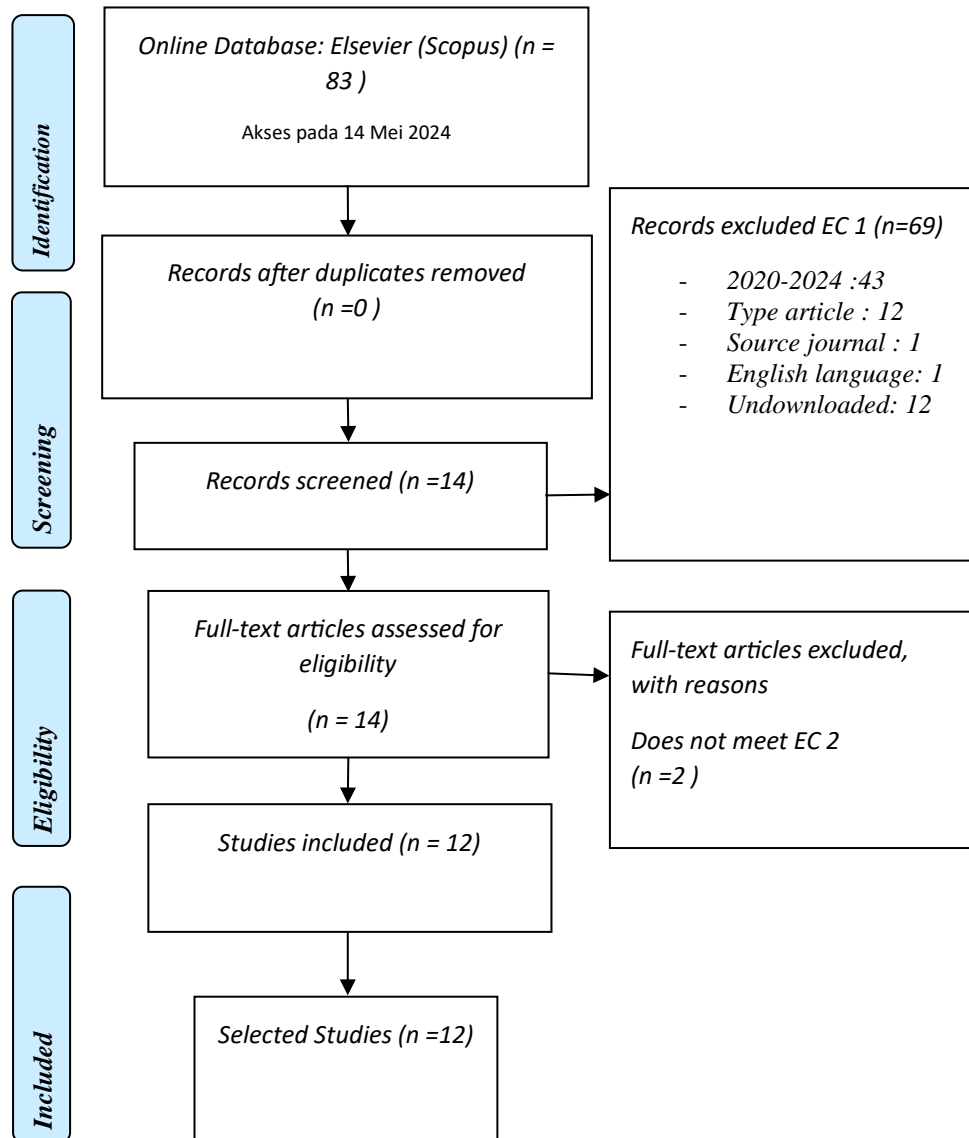 Identification
Online Database: Elsevier (Scopus) (n =
83 )
Akses pada 14 Mei 2024
Records after duplicates removed
(n =0 )
Screening
Records screened (n =14)
Records excluded EC 1 (n=69)
- 2020-2024 :43
- Type article : 12
- Source journal : 1
- English language: 1
- Undownloaded: 12
Eligibility
Full-text articles assessed for
eligibility
(n = 14)
Full-text articles excluded,
with reasons
Does not meet EC 2
(n =2 )
Studies included (n = 12)
Included
Selected Studies (n =12)